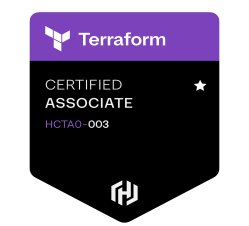 Terraform
CERTIFIED
ASSOCIATE
HCTA0-003